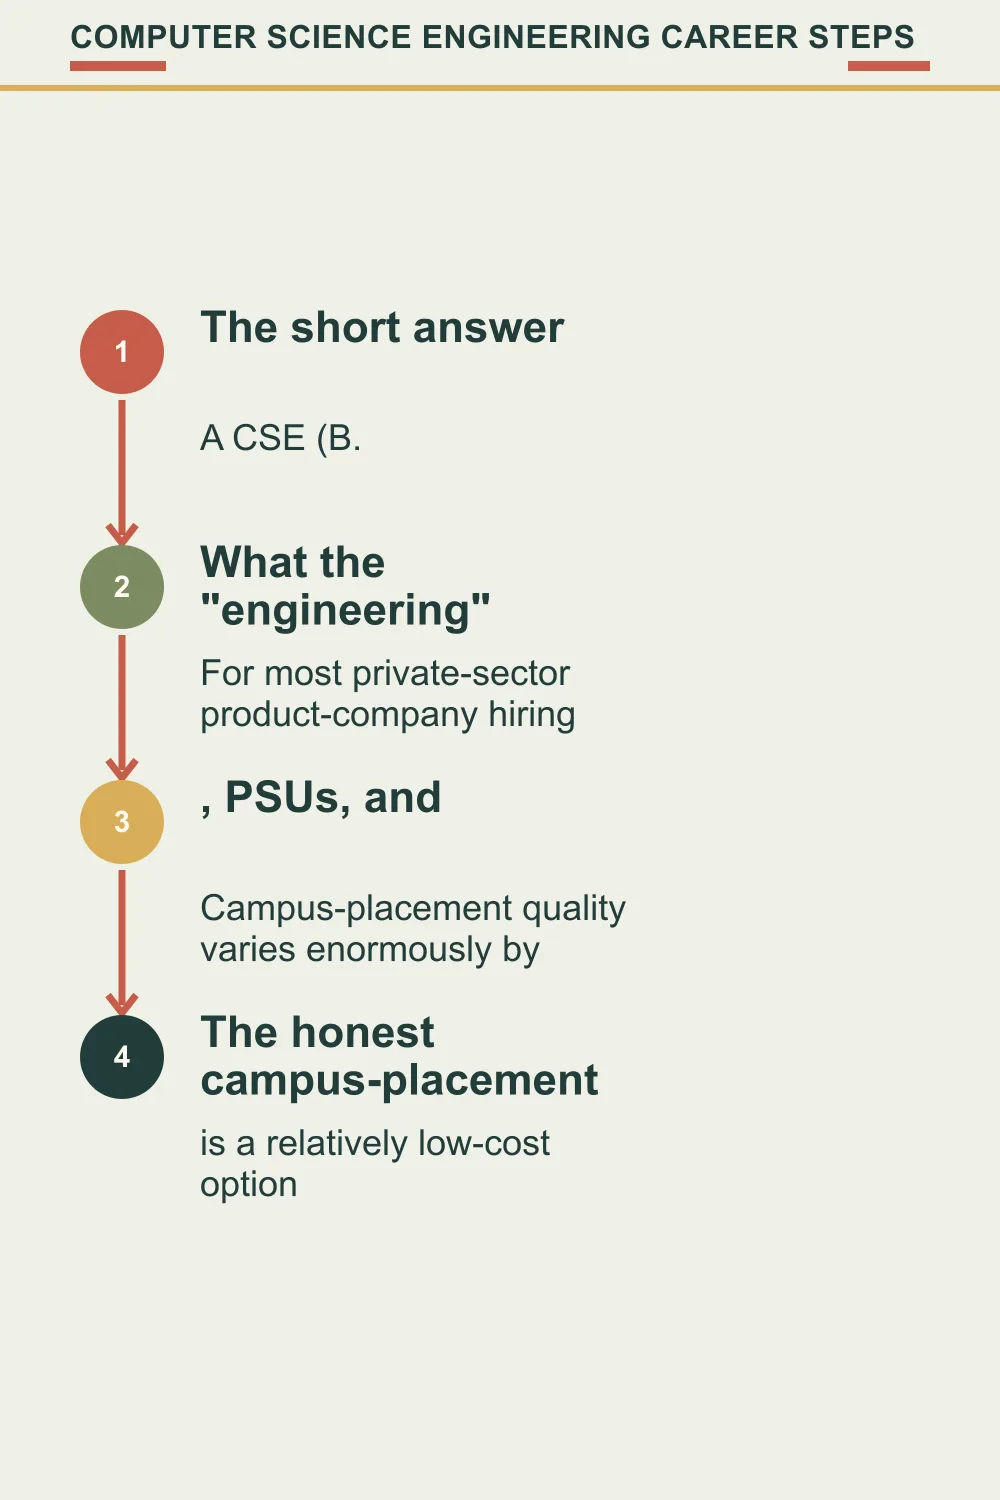 COMPUTER SCIENCE ENGINEERING CAREER STEPS
1
The short answer
A CSE (B.
2
What the
"engineering"
For most private-sector
product-company hiring
3
, PSUs, and
Campus-placement quality
varies enormously by
4
The honest
campus-placement
is a relatively low-cost
option